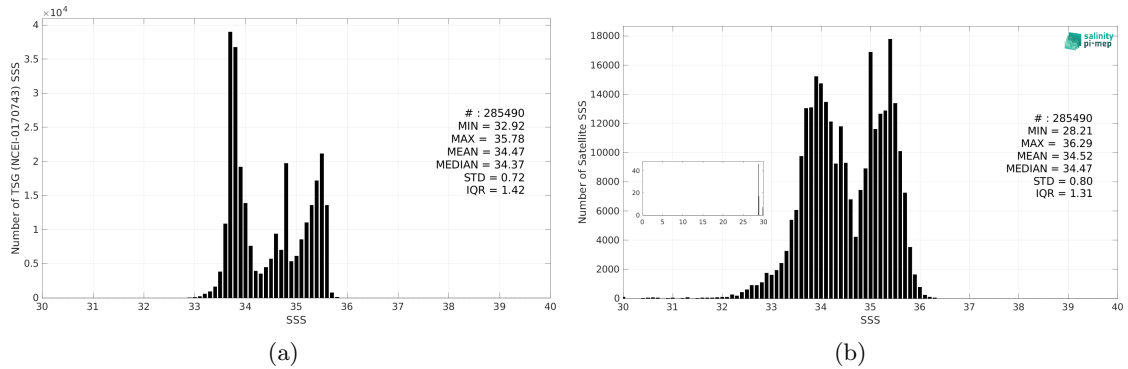 ×10⁴
4
3.5
3
2.5
2
1.5
1
0.5
0
Number of TSG (NCEI-0170743) SSS
# : 285490
MIN = 32.92
MAX = 35.78
MEAN = 34.47
MEDIAN = 34.37
STD = 0.72
IQR = 1.42
30 31 32 33 34 35 36 37 38 39 40
SSS
(a)
salinity
pi-mep
18000
16000
14000
12000
10000
8000
6000
4000
2000
0
Number of Satellite SSS
# : 285490
MIN = 28.21
MAX = 36.29
MEAN = 34.52
MEDIAN = 34.47
STD = 0.80
IQR = 1.31
40
20
0
0 5 10 15 20 25 30
30 31 32 33 34 35 36 37 38 39 40
SSS
(b)